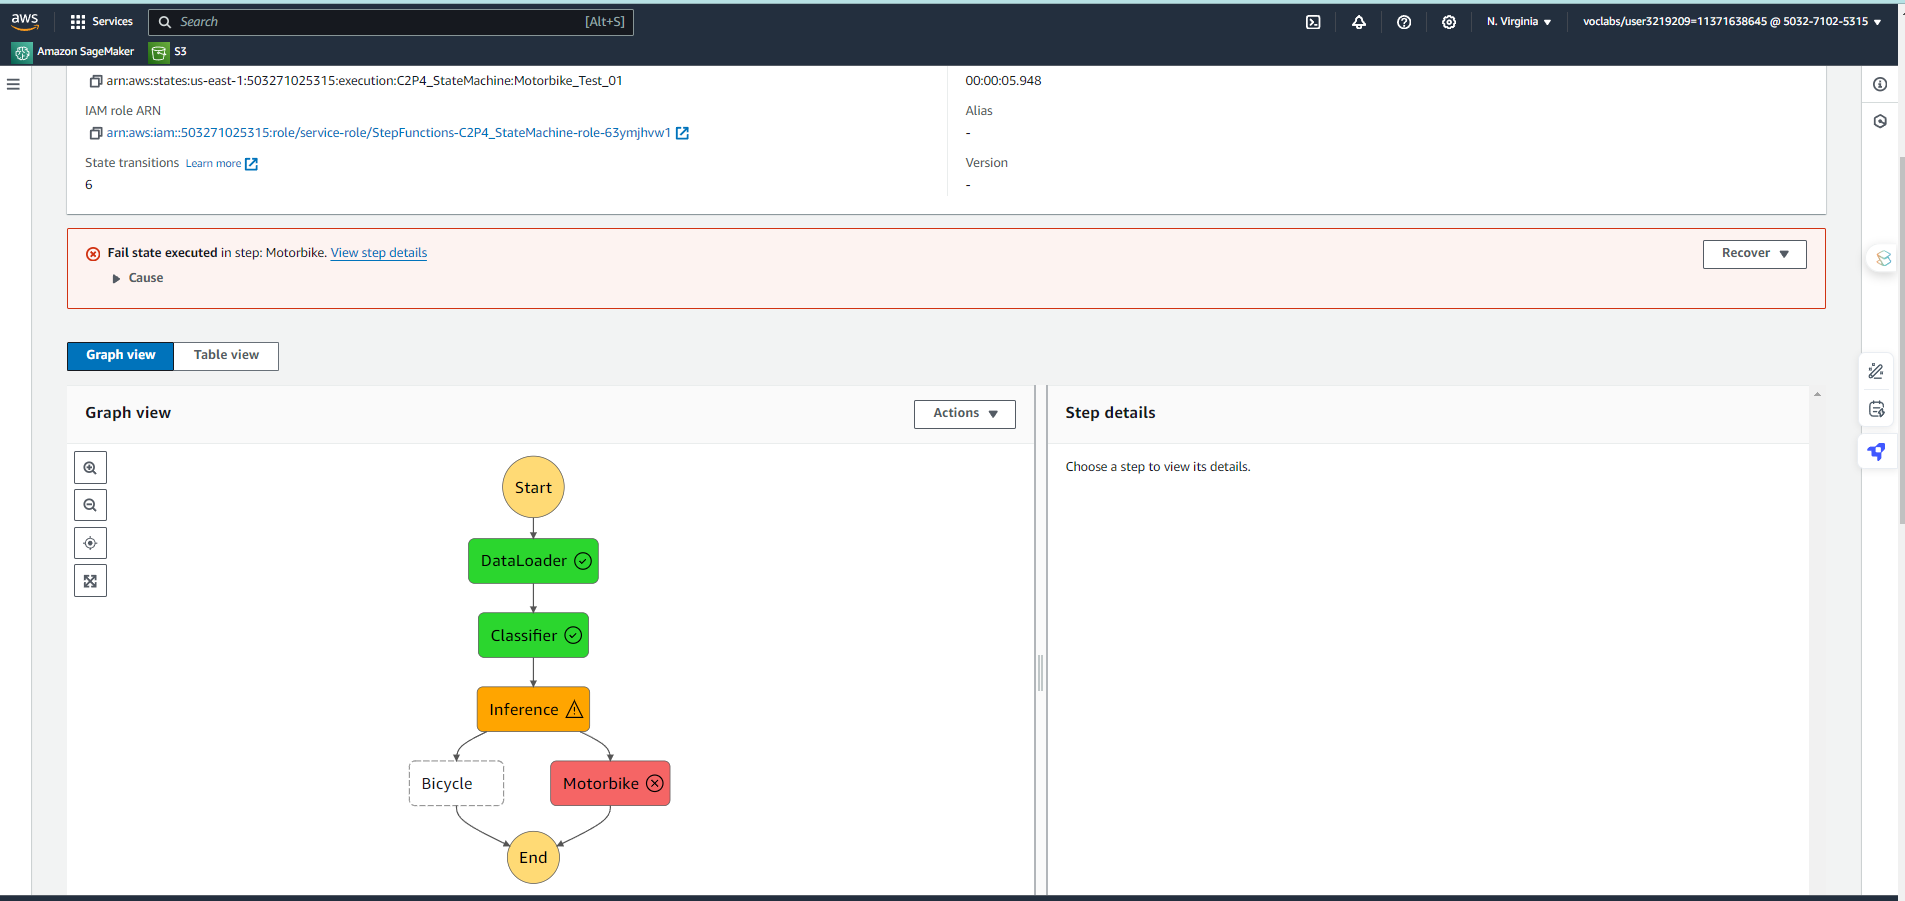 aws
Services
Search
[Alt+S]
N. Virginia
voclabs/user3219209=11371638645 @ 5032-7102-5315
Amazon SageMaker
S3
arn:aws:states:us-east-1:503271025315:execution:C2P4_StateMachine:Motorbike_Test_01
00:00:05.948
IAM role ARN
Alias
arn:aws:iam::503271025315:role/service-role/StepFunctions-C2P4_StateMachine-role-63ymjhvw1
-
State transitions Learn more
Version
6
-
Fail state executed in step: Motorbike. View step details
Recover
Cause
Graph view
Table view
Graph view
Actions
Step details
Choose a step to view its details.
Start
DataLoader
Classifier
Inference
Bicycle
Motorbike
End